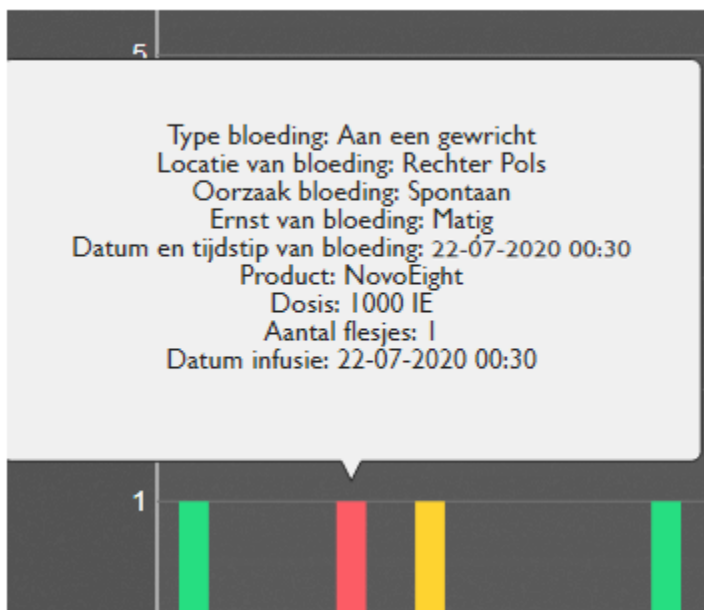 5
Type bloeding: Aan een gewricht
Locatie van bloeding: Rechter Pols
Oorzaak bloeding: Spontaan
Ernst van bloeding: Matig
Datum en tijdstip van bloeding: 22-07-2020 00:30
Product: NovoEight
Dosis: 1000 IE
Aantal flesjes: 1
Datum infusie: 22-07-2020 00:30
1